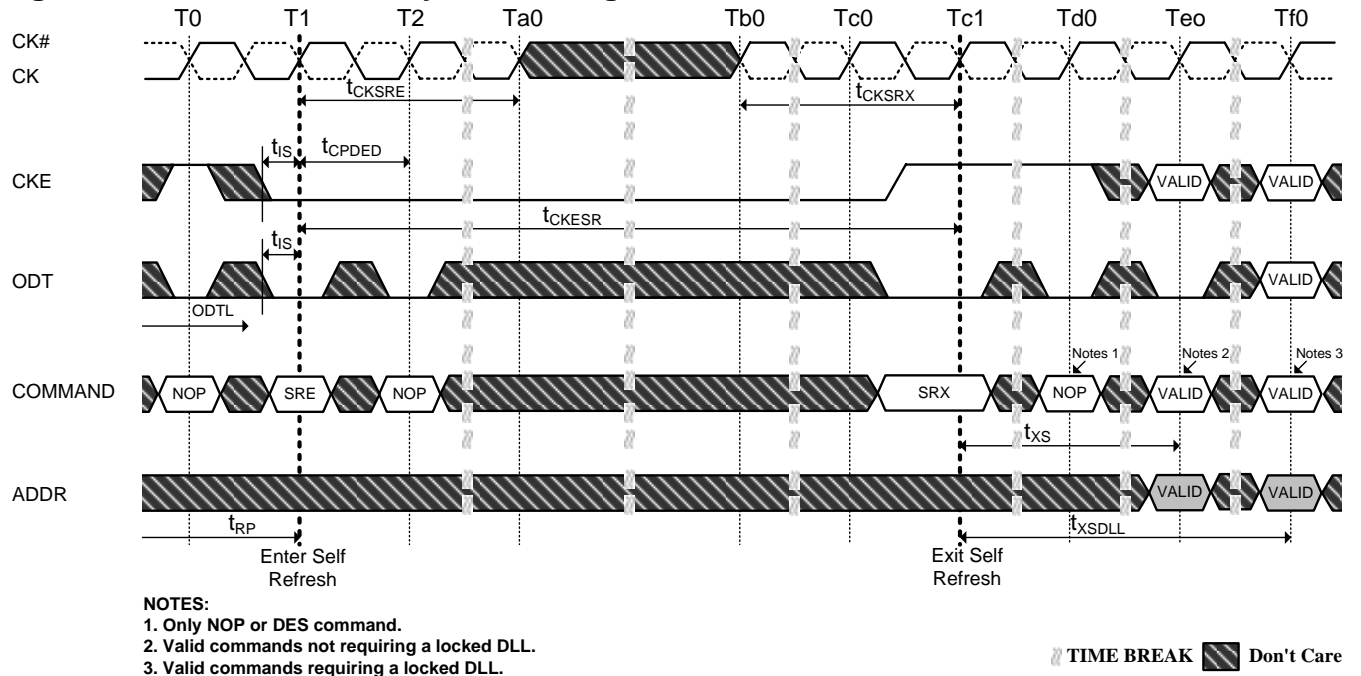 T0 T1 T2 Ta0 Tb0 Tc0 Tc1 Td0 Teo Tf0
CK#
CK
tCKSRE tCKSRX
tIS tCPDED
CKE VALID VALID
tCKESR
tIS
ODT VALID
ODTL
Notes 1 Notes 2 Notes 3
COMMAND NOP SRE NOP SRX NOP VALID VALID
tXS
ADDR VALID VALID
tRP tXSDLL
Enter Self Refresh
Exit Self Refresh
NOTES:
1. Only NOP or DES command.
2. Valid commands not requiring a locked DLL.
3. Valid commands requiring a locked DLL.
TIME BREAK Don't Care